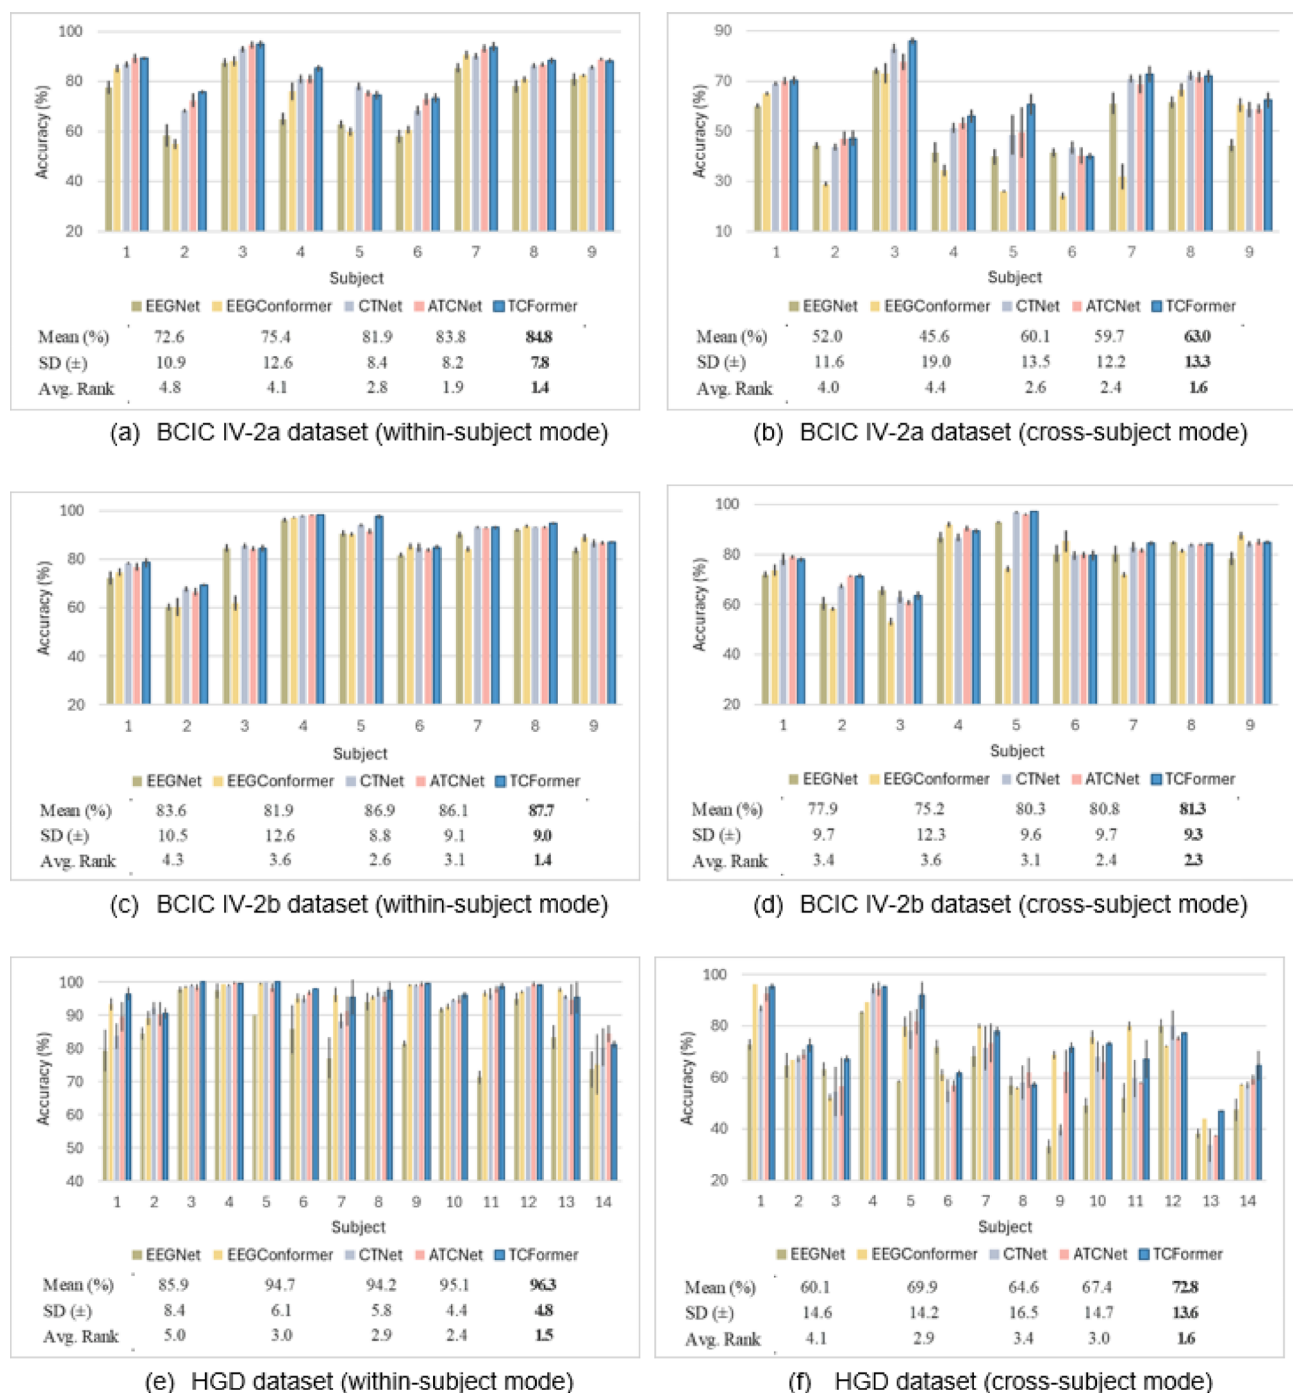 100
80
60
40
20
Accuracy (%)
1 2 3 4 5 6 7 8 9
Subject
EEGNet EEGConformer CTNet ATCNet TCFormer
Mean (%) 72.6 75.4 81.9 83.8 84.8
SD (±) 10.9 12.6 8.4 8.2 7.8
Avg. Rank 4.8 4.1 2.8 1.9 1.4
(a) BCIC IV-2a dataset (within-subject mode)
90
70
50
30
10
Accuracy (%)
1 2 3 4 5 6 7 8 9
Subject
EEGNet EEGConformer CTNet ATCNet TCFormer
Mean (%) 52.0 45.6 60.1 59.7 63.0
SD (±) 11.6 19.0 13.5 12.2 13.3
Avg. Rank 4.0 4.4 2.6 2.4 1.6
(b) BCIC IV-2a dataset (cross-subject mode)
100
80
60
40
20
Accuracy (%)
1 2 3 4 5 6 7 8 9
Subject
EEGNet EEGConformer CTNet ATCNet TCFormer
Mean (%) 83.6 81.9 86.9 86.1 87.7
SD (±) 10.5 12.6 8.8 9.1 9.0
Avg. Rank 4.3 3.6 2.6 3.1 1.4
(c) BCIC IV-2b dataset (within-subject mode)
100
80
60
40
20
Accuracy (%)
1 2 3 4 5 6 7 8 9
Subject
EEGNet EEGConformer CTNet ATCNet TCFormer
Mean (%) 77.9 75.2 80.3 80.8 81.3
SD (±) 9.7 12.3 9.6 9.7 9.3
Avg. Rank 3.4 3.6 3.1 2.4 2.3
(d) BCIC IV-2b dataset (cross-subject mode)
100
90
80
70
60
50
40
Accuracy (%)
1 2 3 4 5 6 7 8 9 10 11 12 13 14
Subject
EEGNet EEGConformer CTNet ATCNet TCFormer
Mean (%) 85.9 94.7 94.2 95.1 96.3
SD (±) 8.4 6.1 5.8 4.4 4.8
Avg. Rank 5.0 3.0 2.9 2.4 1.5
(e) HGD dataset (within-subject mode)
100
80
60
40
20
Accuracy (%)
1 2 3 4 5 6 7 8 9 10 11 12 13 14
Subject
EEGNet EEGConformer CTNet ATCNet TCFormer
Mean (%) 60.1 69.9 64.6 67.4 72.8
SD (±) 14.6 14.2 16.5 14.7 13.6
Avg. Rank 4.1 2.9 3.4 3.0 1.6
(f) HGD dataset (cross-subject mode)